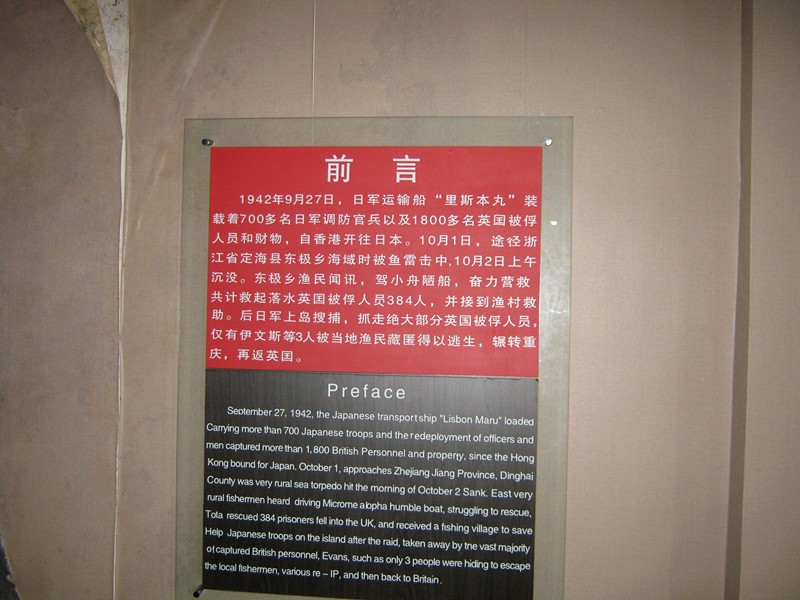 前 言
1942年9月27日，日军运输船“里斯本丸”装
载着700多名日军调防官兵以及1800多名英国被俘
人员和财物，自香港开往日本。10月1日，途径浙
江省定海县东极乡海域时被鱼雷击中,10月2日上午
沉没。东极乡渔民闻讯，驾小舟陋船，奋力营救
共计救起落水英国被俘人员384人，并接到渔村救
助。后日军上岛搜捕，抓走绝大部分英国被俘人员，
仅有伊文斯等3人被当地渔民藏匿得以逃生，辗转重
庆，再返英国。
Preface
September 27, 1942, the Japanese transport ship "Lisbon Maru" loaded
Carrying more than 700 Japanese troops and the redeployment of officers and
men captured more than 1,800 British Personnel and property, since the Hong
Kong bound for Japan. October 1, approaches Zhejiang Jiang Province, Dinghai
County was very rural sea torpedo hit the morning of October 2 Sank. East very
rural fishermen heard driving Microme alopha humble boat, struggling to rescue,
Tota rescued 384 prisoners fell into the UK, and received a fishing village to save
Help Japanese troops on the island after the raid, taken away by tne vast majority
of captured British personnel, Evans, such as only 3 people were hiding to escape
the local fishermen, various re – IP, and then back to Britain.